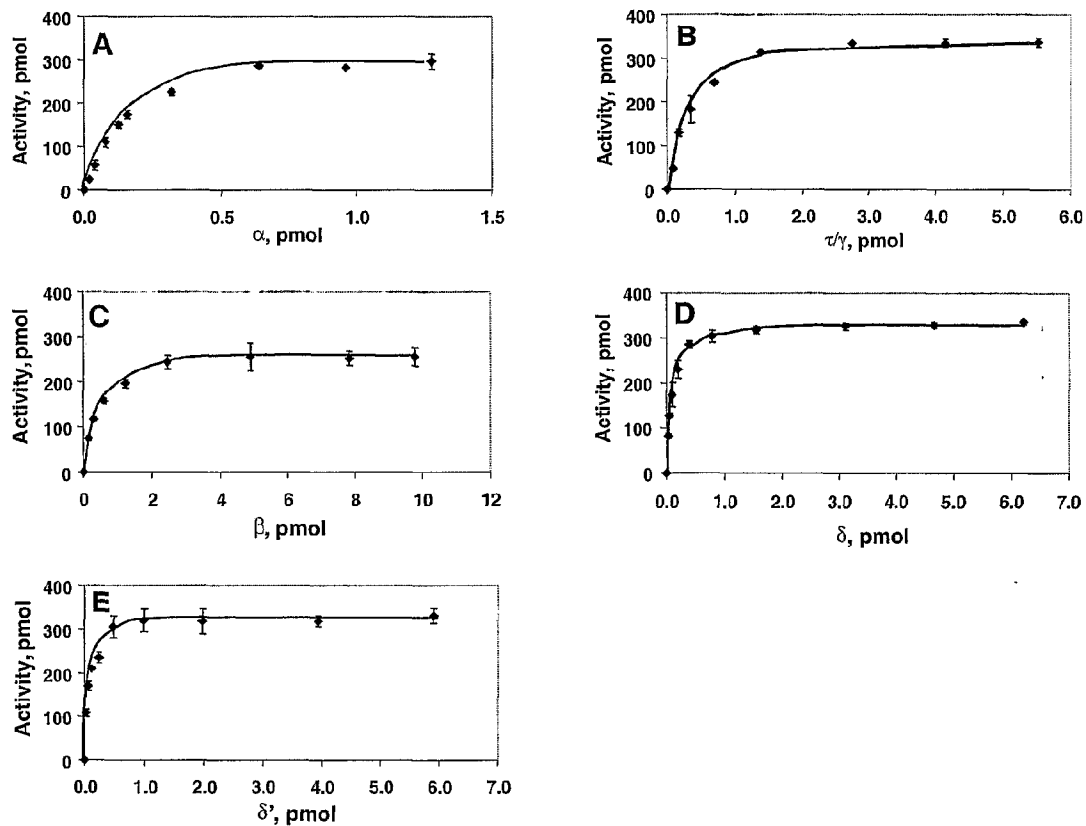 A
Activity, pmol
400
300
200
100
0
0.0 0.5 1.0 1.5
α, pmol
B
Activity, pmol
400
300
200
100
0
0.0 1.0 2.0 3.0 4.0 5.0 6.0
τ/γ, pmol
C
Activity, pmol
400
300
200
100
0
0 2 4 6 8 10 12
β, pmol
D
Activity, pmol
400
300
200
100
0
0.0 1.0 2.0 3.0 4.0 5.0 6.0 7.0
δ, pmol
E
Activity, pmol
400
300
200
100
0
0.0 1.0 2.0 3.0 4.0 5.0 6.0 7.0
δ', pmol